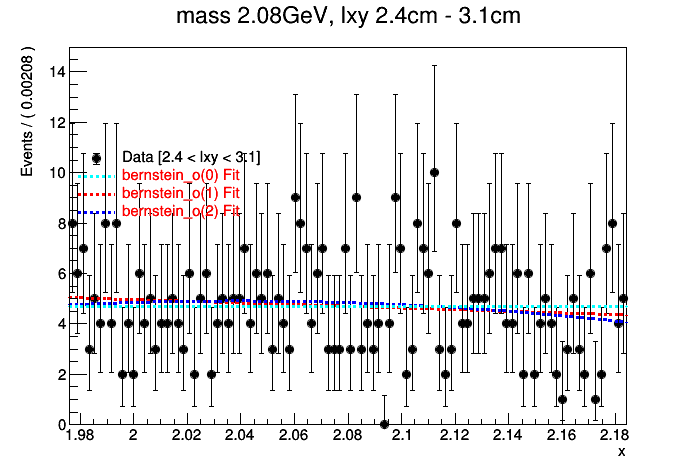 mass 2.08GeV, lxy 2.4cm - 3.1cm
Events / ( 0.00208 )
14
12
10
8
6
4
2
0
Data [2.4 < lxy < 3.1]
bernstein_o(0) Fit
bernstein_o(1) Fit
bernstein_o(2) Fit
1.98 2 2.02 2.04 2.06 2.08 2.1 2.12 2.14 2.16 2.18
x